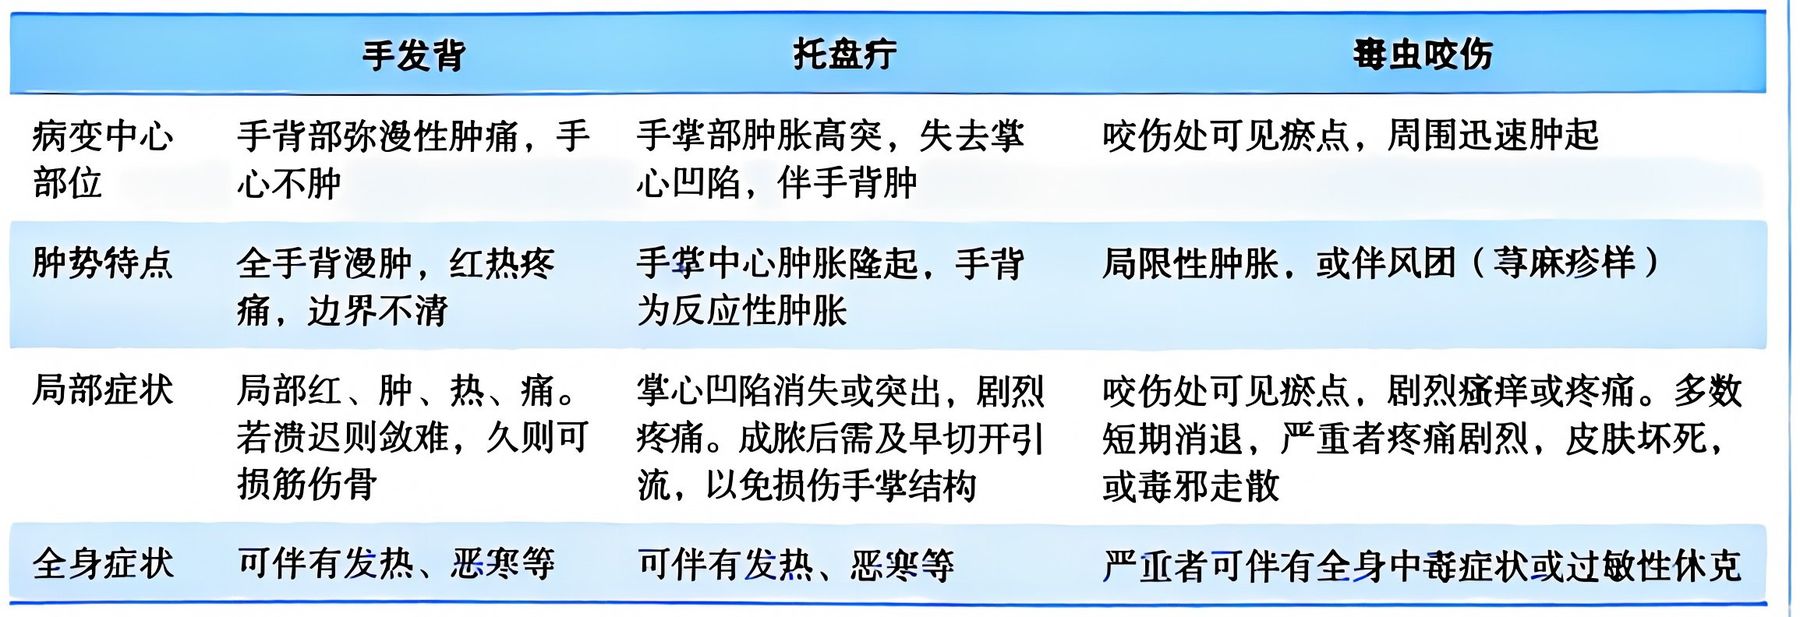 手发背 托盘疔 毒虫咬伤
病变中心 手背部弥漫性肿痛，手 手掌部肿胀高突，失去掌 咬伤处可见瘀点，周围迅速肿起
部位 心不肿 心凹陷，伴手背肿
肿势特点 全手背漫肿，红热疼 手掌中心肿胀隆起，手背 局限性肿胀，或伴风团（荨麻疹样）
痛，边界不清 为反应性肿胀
局部症状 局部红、肿、热、痛。 掌心凹陷消失或突出，剧烈 咬伤处可见瘀点，剧烈瘙痒或疼痛。多数
若溃迟则敛难，久则可 疼痛。成脓后需及早切开引 短期消退，严重者疼痛剧烈，皮肤坏死，
损筋伤骨 流，以免损伤手掌结构 或毒邪走散
全身症状 可伴有发热、恶寒等 可伴有发热、恶寒等 严重者可伴有全身中毒症状或过敏性休克